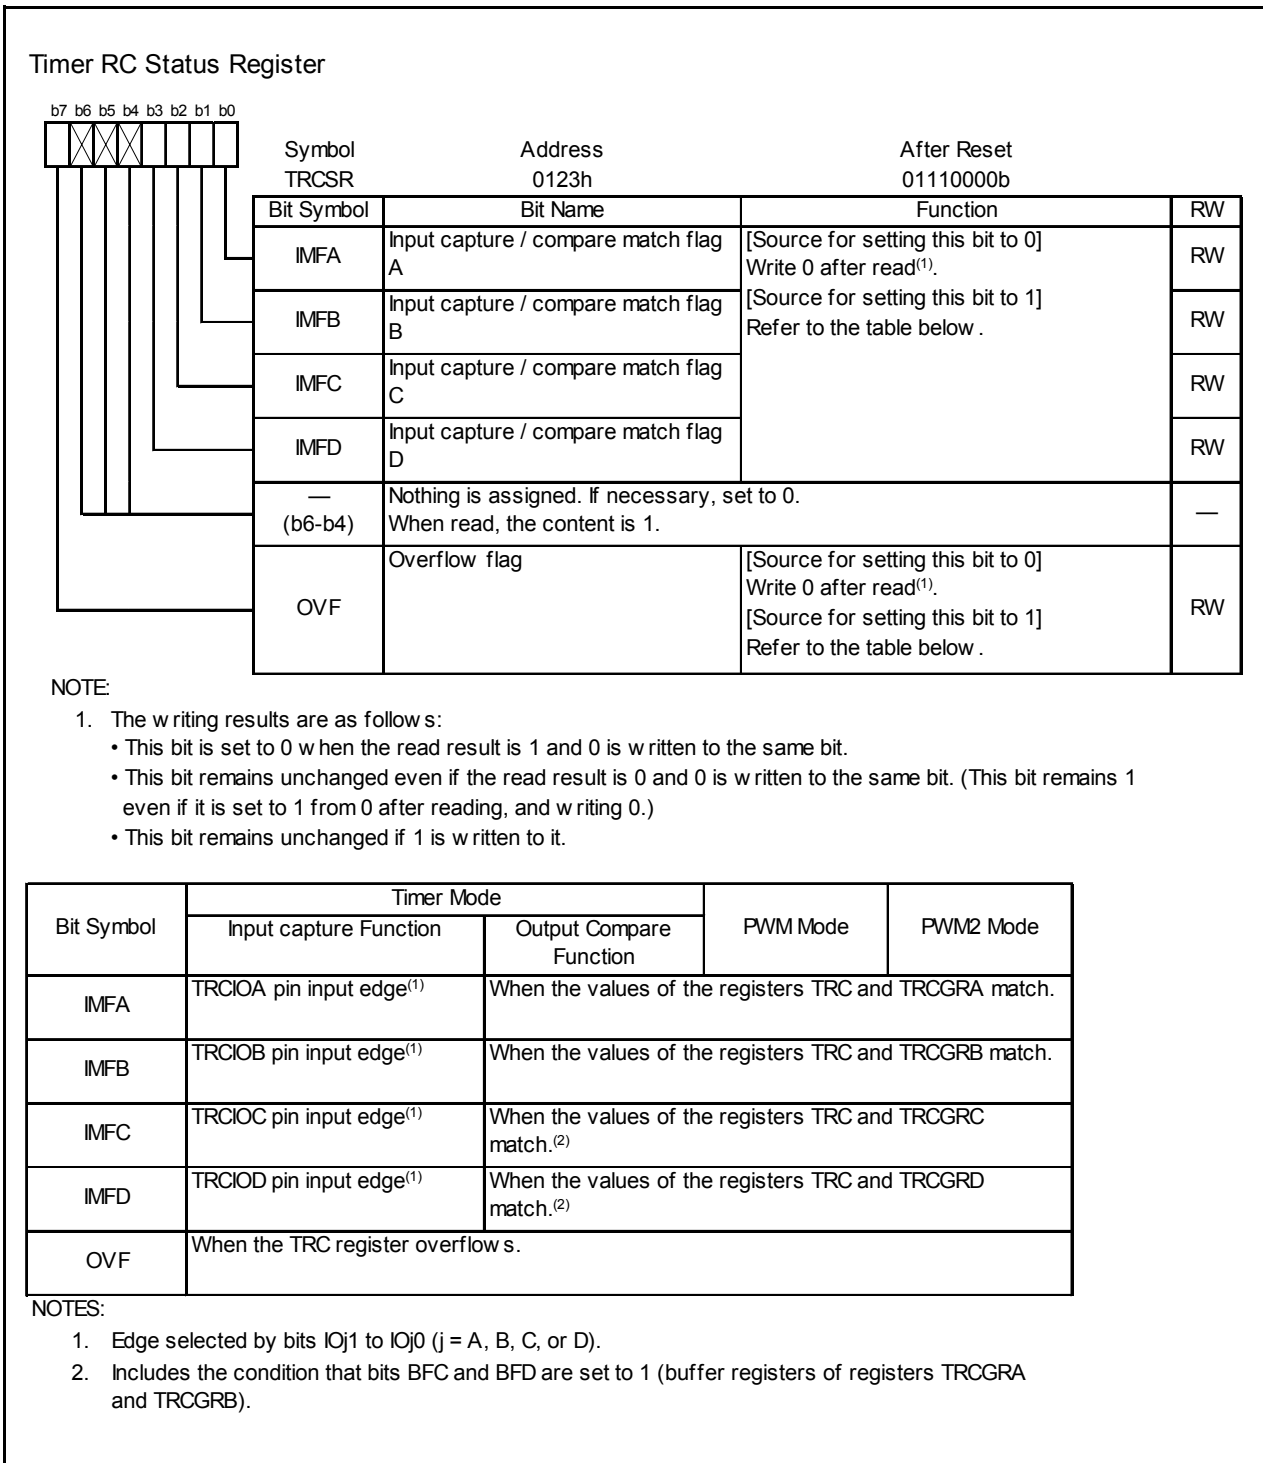 Timer RC Status Register
b7 b6 b5 b4 b3 b2 b1 b0
Symbol Address After Reset
TRCSR 0123h 01110000b
Bit Symbol Bit Name Function RW
IMFA Input capture / compare match flag A [Source for setting this bit to 0] RW
Write 0 after read(1).
[Source for setting this bit to 1]
Refer to the table below.
IMFB Input capture / compare match flag B RW
IMFC Input capture / compare match flag C RW
IMFD Input capture / compare match flag D RW
— (b6-b4) Nothing is assigned. If necessary, set to 0. —
When read, the content is 1.
OVF Overflow flag [Source for setting this bit to 0] RW
Write 0 after read(1).
[Source for setting this bit to 1]
Refer to the table below.
NOTE:
1. The writing results are as follows:
• This bit is set to 0 when the read result is 1 and 0 is written to the same bit.
• This bit remains unchanged even if the read result is 0 and 0 is written to the same bit. (This bit remains 1
even if it is set to 1 from 0 after reading, and writing 0.)
• This bit remains unchanged if 1 is written to it.
Bit Symbol Timer Mode PWM Mode PWM2 Mode
Input capture Function Output Compare
Function
IMFA TRCIOA pin input edge(1) When the values of the registers TRC and TRCGRA match.
IMFB TRCIOB pin input edge(1) When the values of the registers TRC and TRCGRB match.
IMFC TRCIOC pin input edge(1) When the values of the registers TRC and TRCGRC
match.(2)
IMFD TRCIOD pin input edge(1) When the values of the registers TRC and TRCGRD
match.(2)
OVF When the TRC register overflows.
NOTES:
1. Edge selected by bits IOj1 to IOj0 (j = A, B, C, or D).
2. Includes the condition that bits BFC and BFD are set to 1 (buffer registers of registers TRCGRA
and TRCGRB).